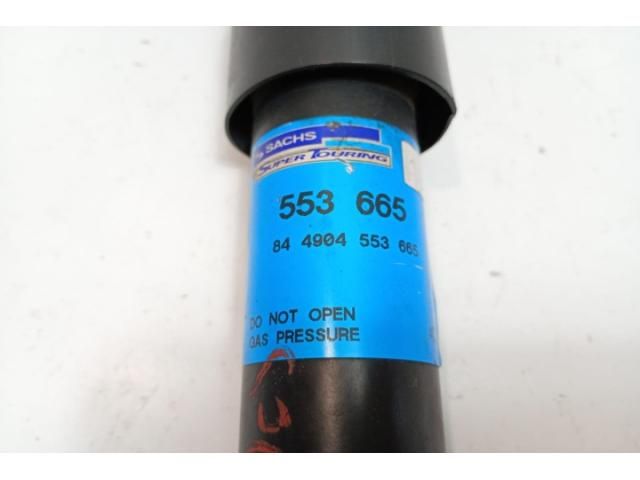 SACHS
SUPER TOURING
553 665
84 4904 553 665
DO NOT OPEN
GAS PRESSURE